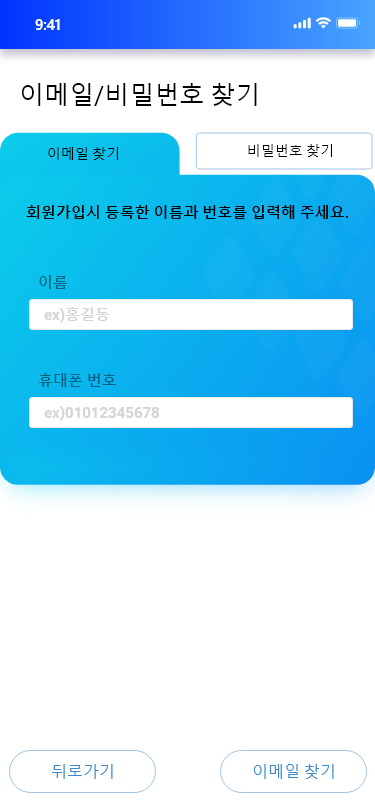 9:41
이메일/비밀번호 찾기
이메일 찾기
비밀번호 찾기
회원가입시 등록한 이름과 번호를 입력해 주세요.
이름
ex)홍길동
휴대폰 번호
ex)01012345678
뒤로가기
이메일 찾기